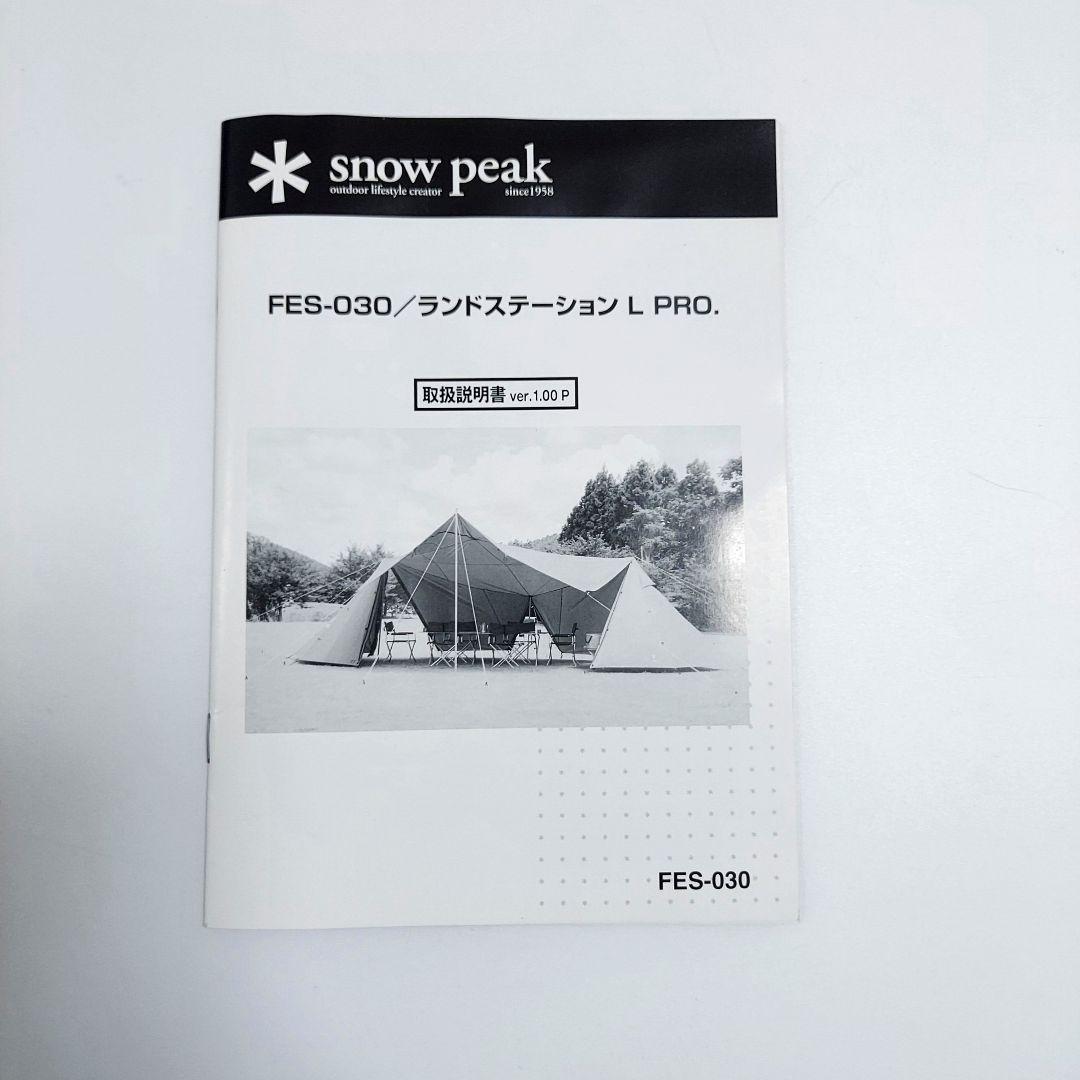 snow peak
outdoor lifestyle creator since1958
FES-030／ランドステーション L PRO.
取扱説明書 ver.1.00 P
FES-030